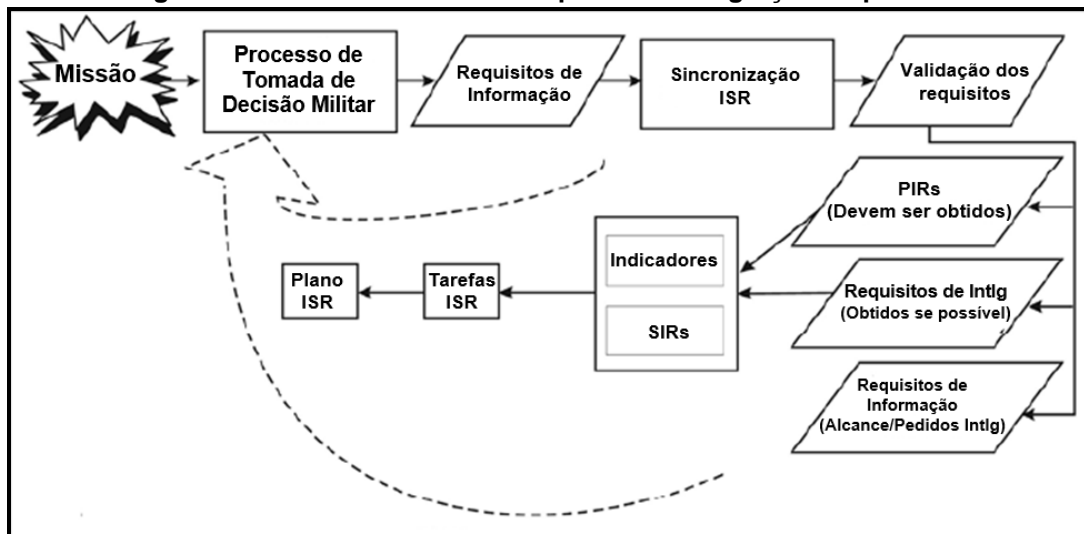 Missão
Processo de
Tomada de
Decisão Militar
Requisitos de
Informação
Sincronização
ISR
Validação dos
requisitos
PIRs
(Devem ser obtidos)
Indicadores
SIRs
Tarefas
ISR
Plano
ISR
Requisitos de Intlg
(Obtidos se possível)
Requisitos de
Informação
(Alcance/Pedidos Intlg)